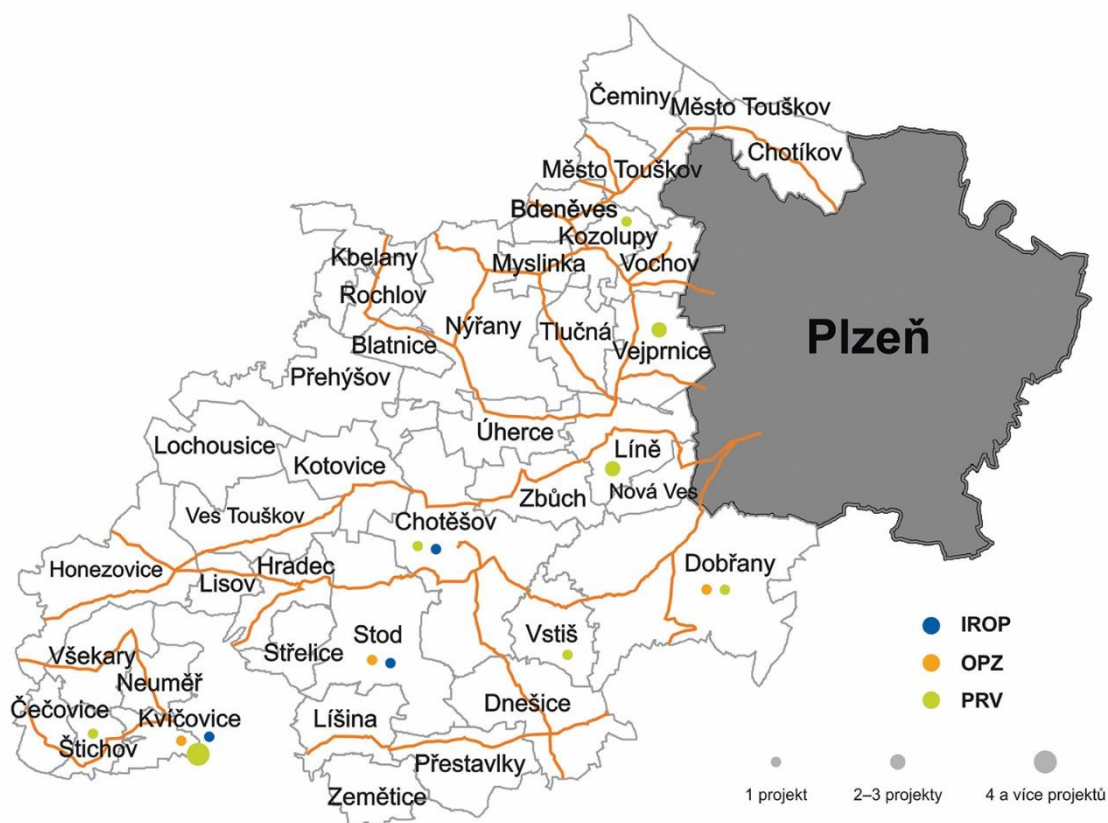 Čeminy
Město Touškov
Chotíkov
Město Touškov
Bdeněves
Kozolupy
Kbelany
Myslinka
Vochov
Rochlov
Nýřany
Tlučná
Plzeň
Blatnice
Vejprnice
Přehýšov
Úherce
Líně
Lochousice
Kotovice
Zbůch
Nová Ves
Ves Touškov
Chotěšov
Honezovice
Hradec
Dobřany
Lisov
IROP
Stod
Vstiš
Střelice
Všekary
OPZ
Neuměř
PRV
Dnešice
Čečovice
Kvíčovice
Líšina
Štichov
Přestavlky
Zemětice
1 projekt
2–3 projekty
4 a více projektů